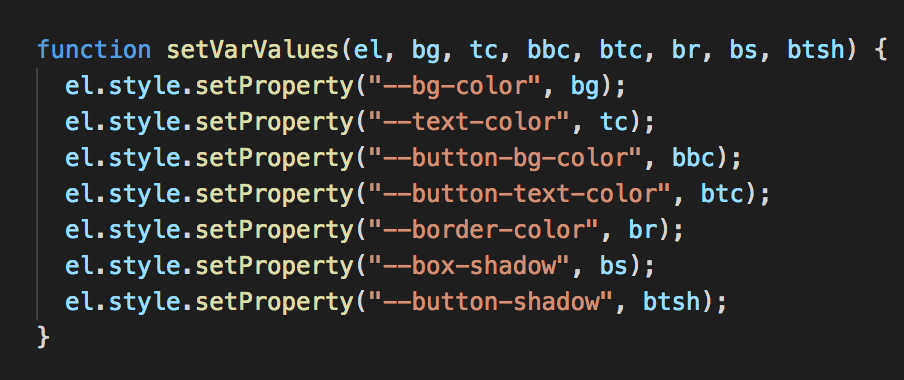 function setVarValues(el, bg, tc, bbc, btc, br, bs, btsh) {
  el.style.setProperty("--bg-color", bg);
  el.style.setProperty("--text-color", tc);
  el.style.setProperty("--button-bg-color", bbc);
  el.style.setProperty("--button-text-color", btc);
  el.style.setProperty("--border-color", br);
  el.style.setProperty("--box-shadow", bs);
  el.style.setProperty("--button-shadow", btsh);
}